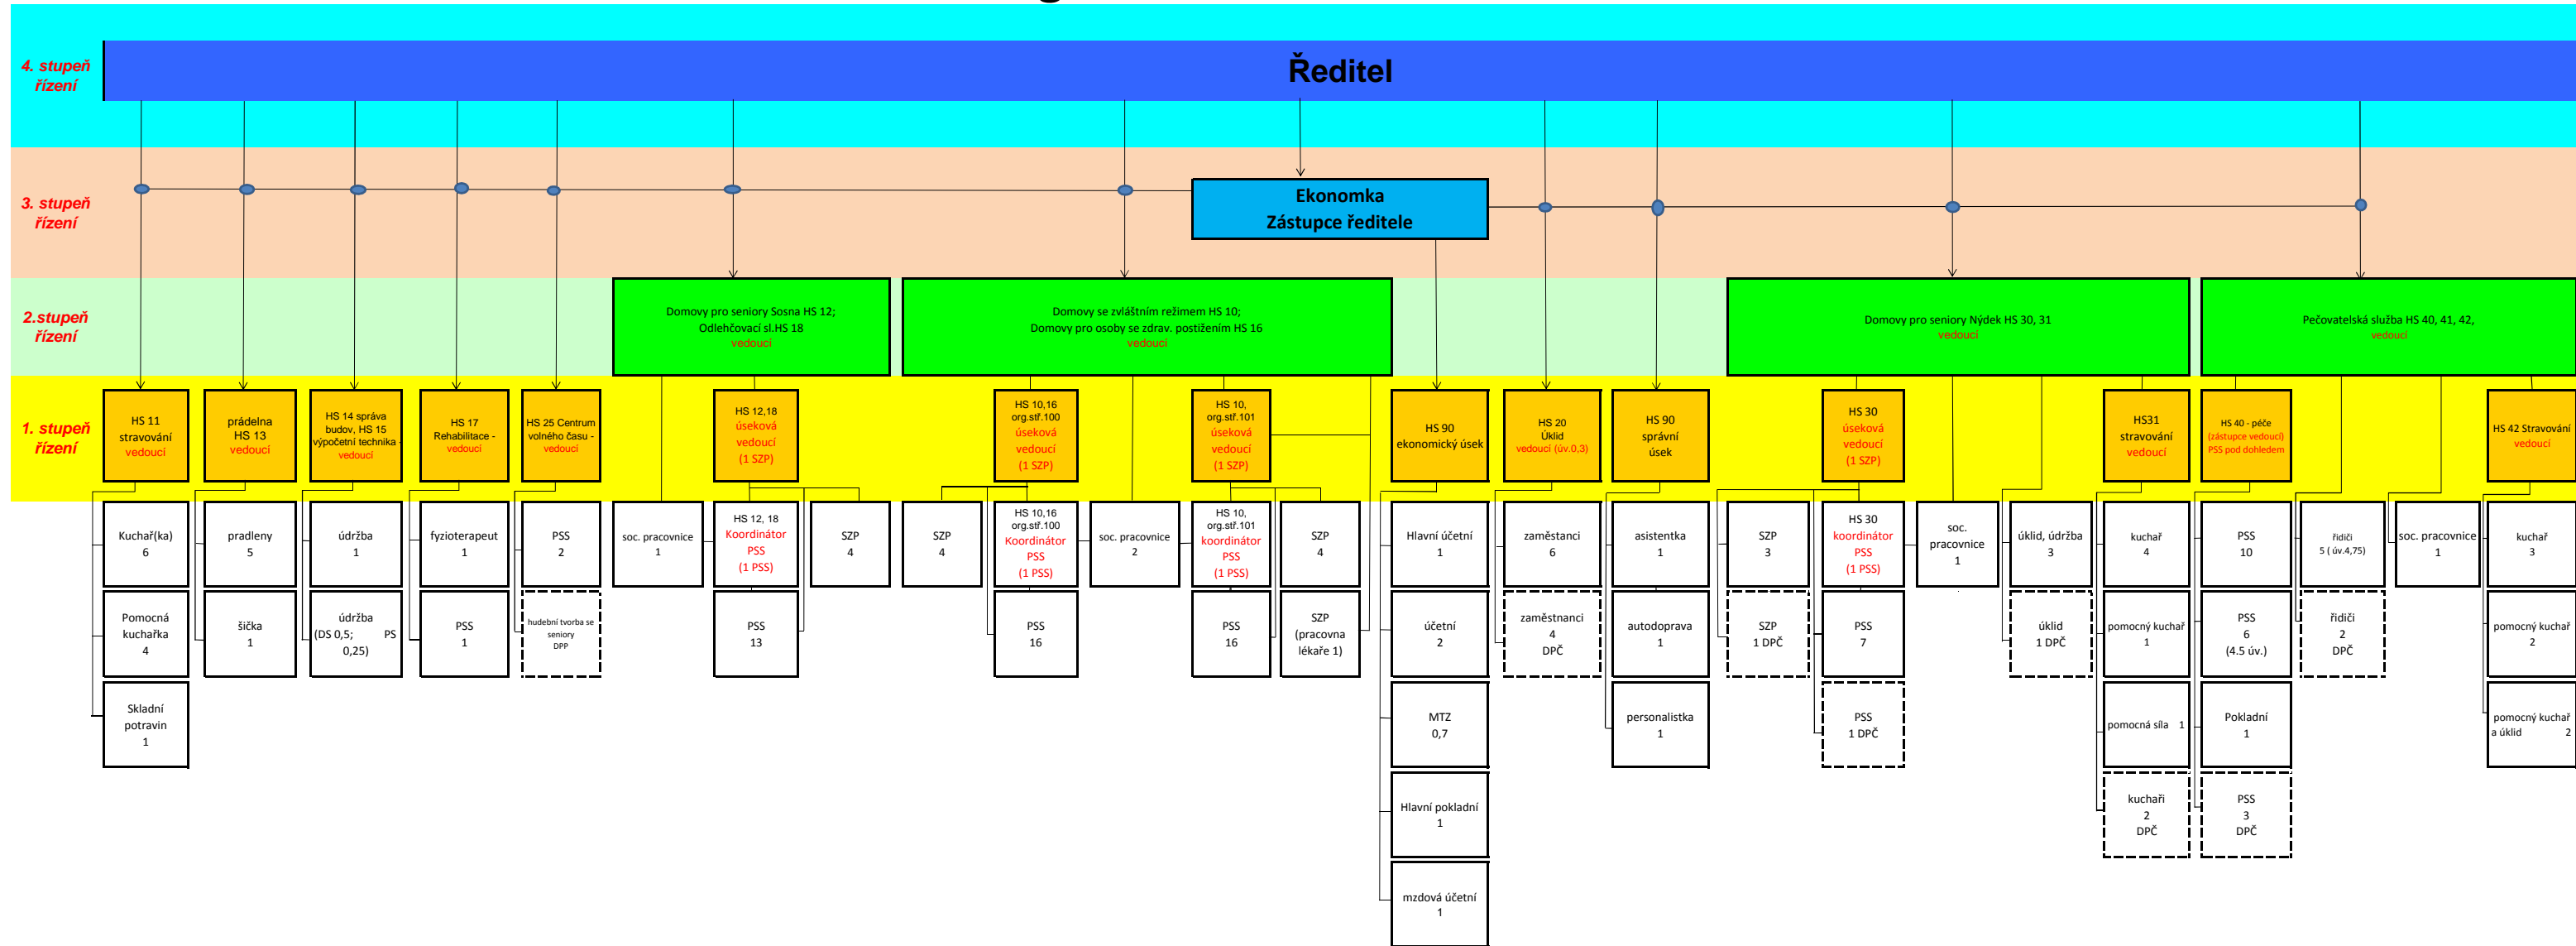 4. stupeň
řízení
Ředitel
3. stupeň
řízení
Ekonomka
Zástupce ředitele
2.stupeň
řízení
Domovy pro seniory Sosna HS 12;
Odlehčovací sl.HS 18
vedoucí
Domovy se zvláštním režimem HS 10;
Domovy pro osoby se zdrav. postižením HS 16
vedoucí
Domovy pro seniory Nýdek HS 30, 31
vedoucí
Pečovatelská služba HS 40, 41, 42,
vedoucí
1. stupeň
řízení
HS 11
stravování
vedoucí
prádelna
HS 13
vedoucí
HS 14 správa
budov, HS 15
výpočetní technika -
vedoucí
HS 17
Rehabilitace -
vedoucí
HS 25 Centrum
volného času -
vedoucí
HS 12,18
úseková
vedoucí
(1 SZP)
HS 10,16
org.stř.100
úseková
vedoucí
(1 SZP)
HS 10,
org.stř.101
úseková
vedoucí
(1 SZP)
HS 90
ekonomický úsek
HS 20
Úklid
vedoucí (úv.0,3)
HS 90
správní
úsek
HS 30
úseková
vedoucí
(1 SZP)
HS31
stravování
vedoucí
HS 40 - péče
(zástupce vedoucí)
PSS pod dohledem
HS 42 Stravování
vedoucí
Kuchař(ka)
6
pradleny
5
údržba
1
fyzioterapeut
1
PSS
2
soc. pracovnice
1
HS 12, 18
Koordinátor
PSS
(1 PSS)
SZP
4
SZP
4
HS 10,16
org.stř.100
Koordinátor
PSS
(1 PSS)
soc. pracovnice
2
HS 10,
org.stř.101
koordinátor
PSS
(1 PSS)
SZP
4
Hlavní účetní
1
zaměstanci
6
asistentka
1
SZP
3
HS 30
koordinátor
PSS
(1 PSS)
soc.
pracovnice
1
úklid, údržba
3
kuchař
4
PSS
10
řidiči
5 ( úv.4,75)
soc. pracovnice
1
kuchař
3
Pomocná
kuchařka
4
šička
1
údržba
(DS 0,5; PS
0,25)
PSS
1
hudební tvorba se
seniory
DPP
PSS
13
PSS
16
PSS
16
SZP
(pracovna
lékaře 1)
účetní
2
zaměstnanci
4
DPČ
autodoprava
1
SZP
1 DPČ
PSS
7
úklid
1 DPČ
pomocný kuchař
1
PSS
6
(4.5 úv.)
řidiči
2
DPČ
pomocný kuchař
2
Skladní
potravin
1
MTZ
0,7
personalistka
1
PSS
1 DPČ
pomocná síla 1
Pokladní
1
pomocný kuchař
a úklid 2
Hlavní pokladní
1
kuchaři
2
DPČ
PSS
3
DPČ
mzdová účetní
1